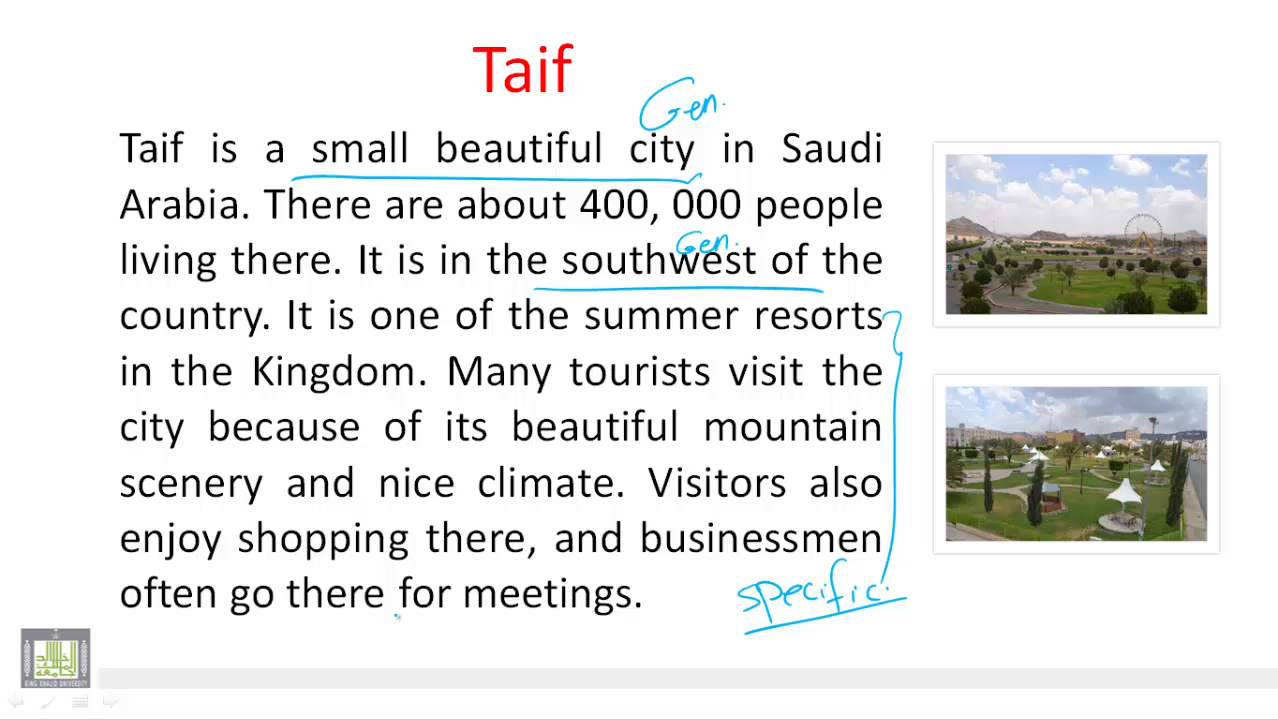 Taif
Gen.
Taif is a small beautiful city in Saudi
Arabia. There are about 400, 000 people
Gen.
living there. It is in the southwest of the
country. It is one of the summer resorts
in the Kingdom. Many tourists visit the
city because of its beautiful mountain
scenery and nice climate. Visitors also
enjoy shopping there, and businessmen
often go there for meetings.
specific.
KING KHALID UNIVERSITY